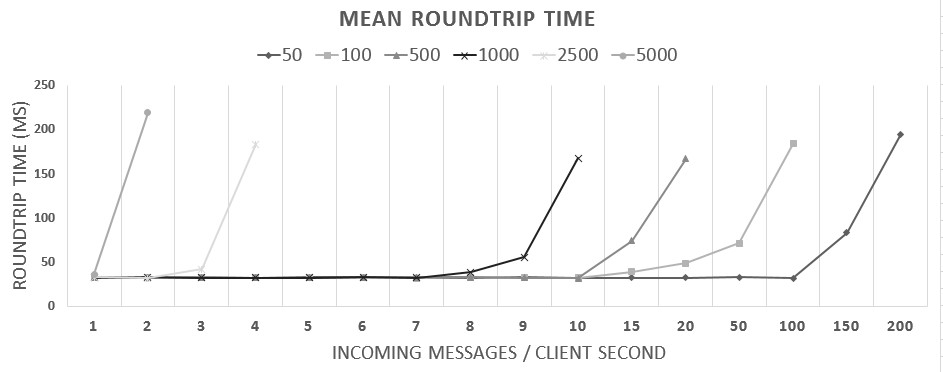 MEAN ROUNDTRIP TIME
50 100 500 1000 2500 5000
ROUNDTRIP TIME (MS)
250
200
150
100
50
0
1 2 3 4 5 6 7 8 9 10 15 20 50 100 150 200
INCOMING MESSAGES / CLIENT SECOND